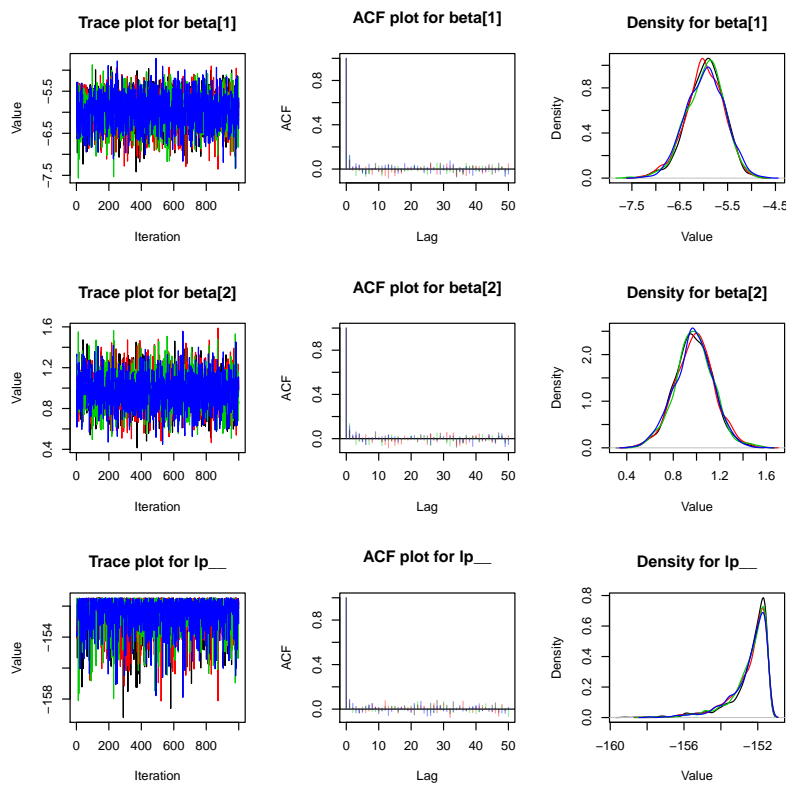 Trace plot for beta[1]
Value
−7.5 −6.5 −5.5
0 200 400 600 800
Iteration
ACF plot for beta[1]
ACF
0.0 0.4 0.8
0 10 20 30 40 50
Lag
Density for beta[1]
Density
0.0 0.4 0.8
−7.5 −6.5 −5.5 −4.5
Value
Trace plot for beta[2]
Value
0.4 0.8 1.2 1.6
0 200 400 600 800
Iteration
ACF plot for beta[2]
ACF
0.0 0.4 0.8
0 10 20 30 40 50
Lag
Density for beta[2]
Density
0.0 1.0 2.0
0.4 0.8 1.2 1.6
Value
Trace plot for lp__
Value
−158 −154
0 200 400 600 800
Iteration
ACF plot for lp__
ACF
0.0 0.4 0.8
0 10 20 30 40 50
Lag
Density for lp__
Density
0.0 0.2 0.4 0.6 0.8
−160 −156 −152
Value